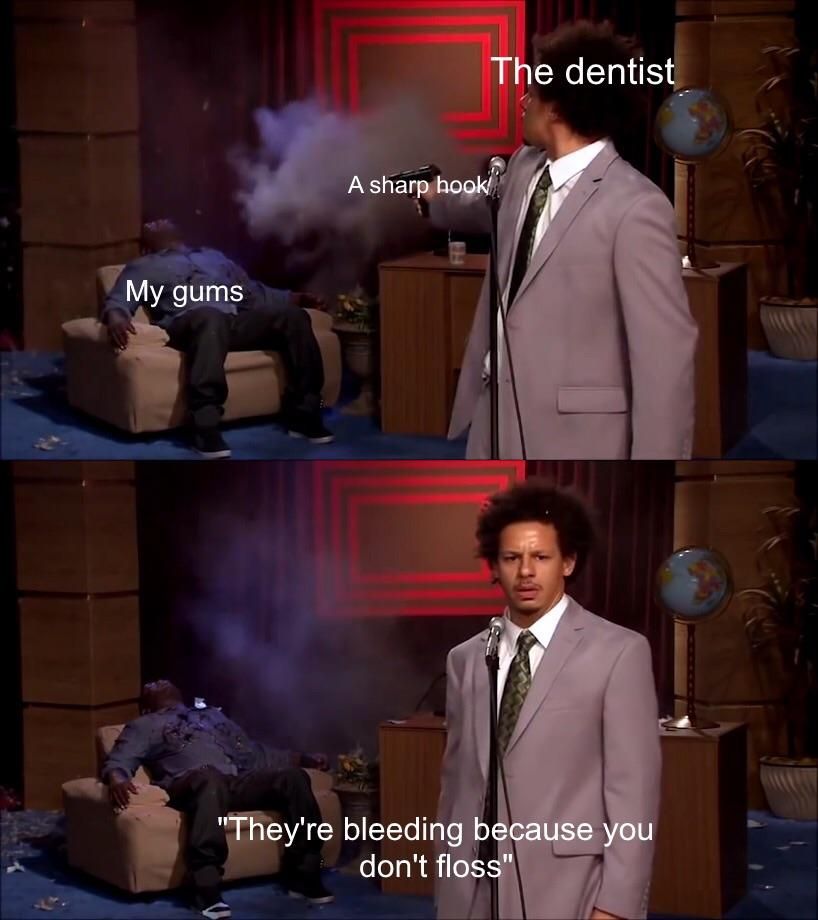 The dentist
A sharp hook
My gums
"They're bleeding because you
don't floss"